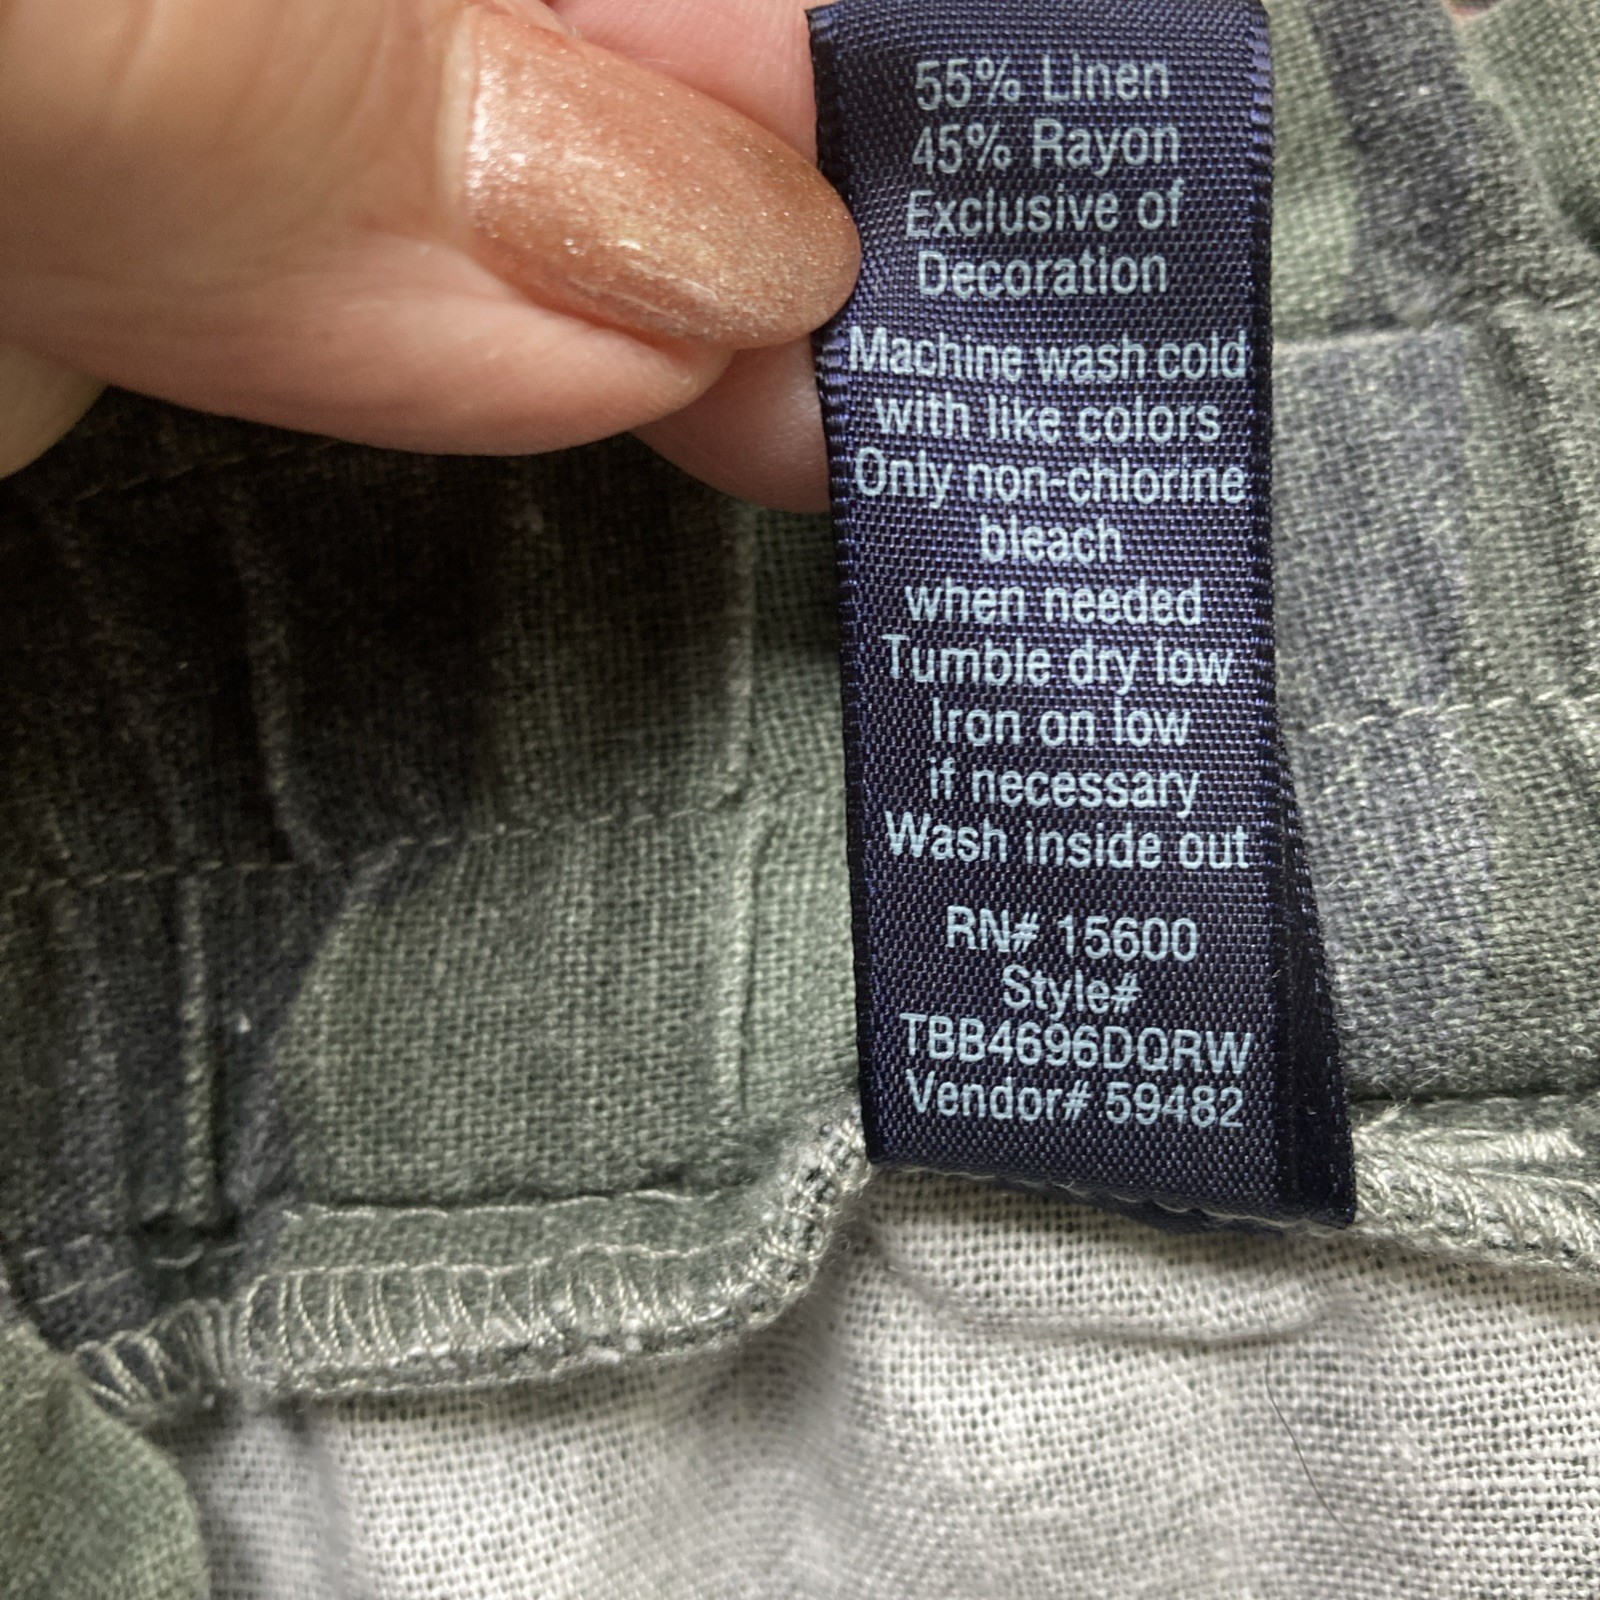 55% Linen
45% Rayon
Exclusive of
Decoration
Machine wash cold
with like colors
Only non-chlorine
bleach
when needed
Tumble dry low
Iron on low
if necessary
Wash inside out
RN# 15600
Style#
TBB4696DQRW
Vendor# 59482